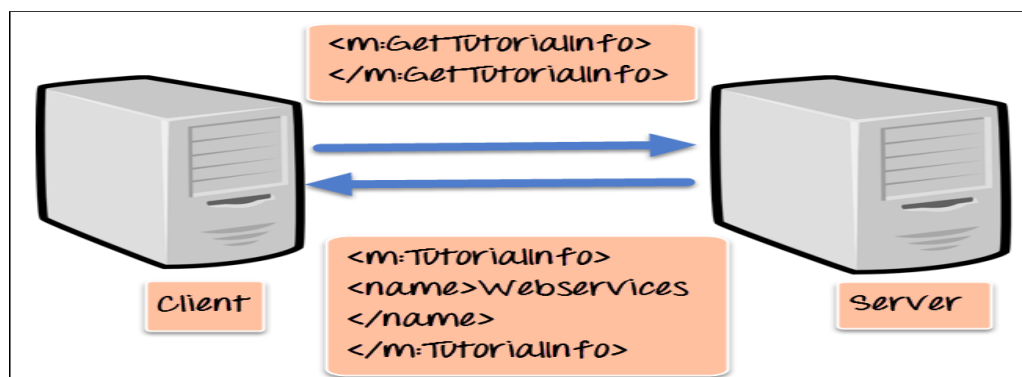 <m:GetTutorialInfo>
</m:GetTutorialInfo>
<m:TutorialInfo>
<name>Webservices
</name>
</m:TutorialInfo>
Client
Server